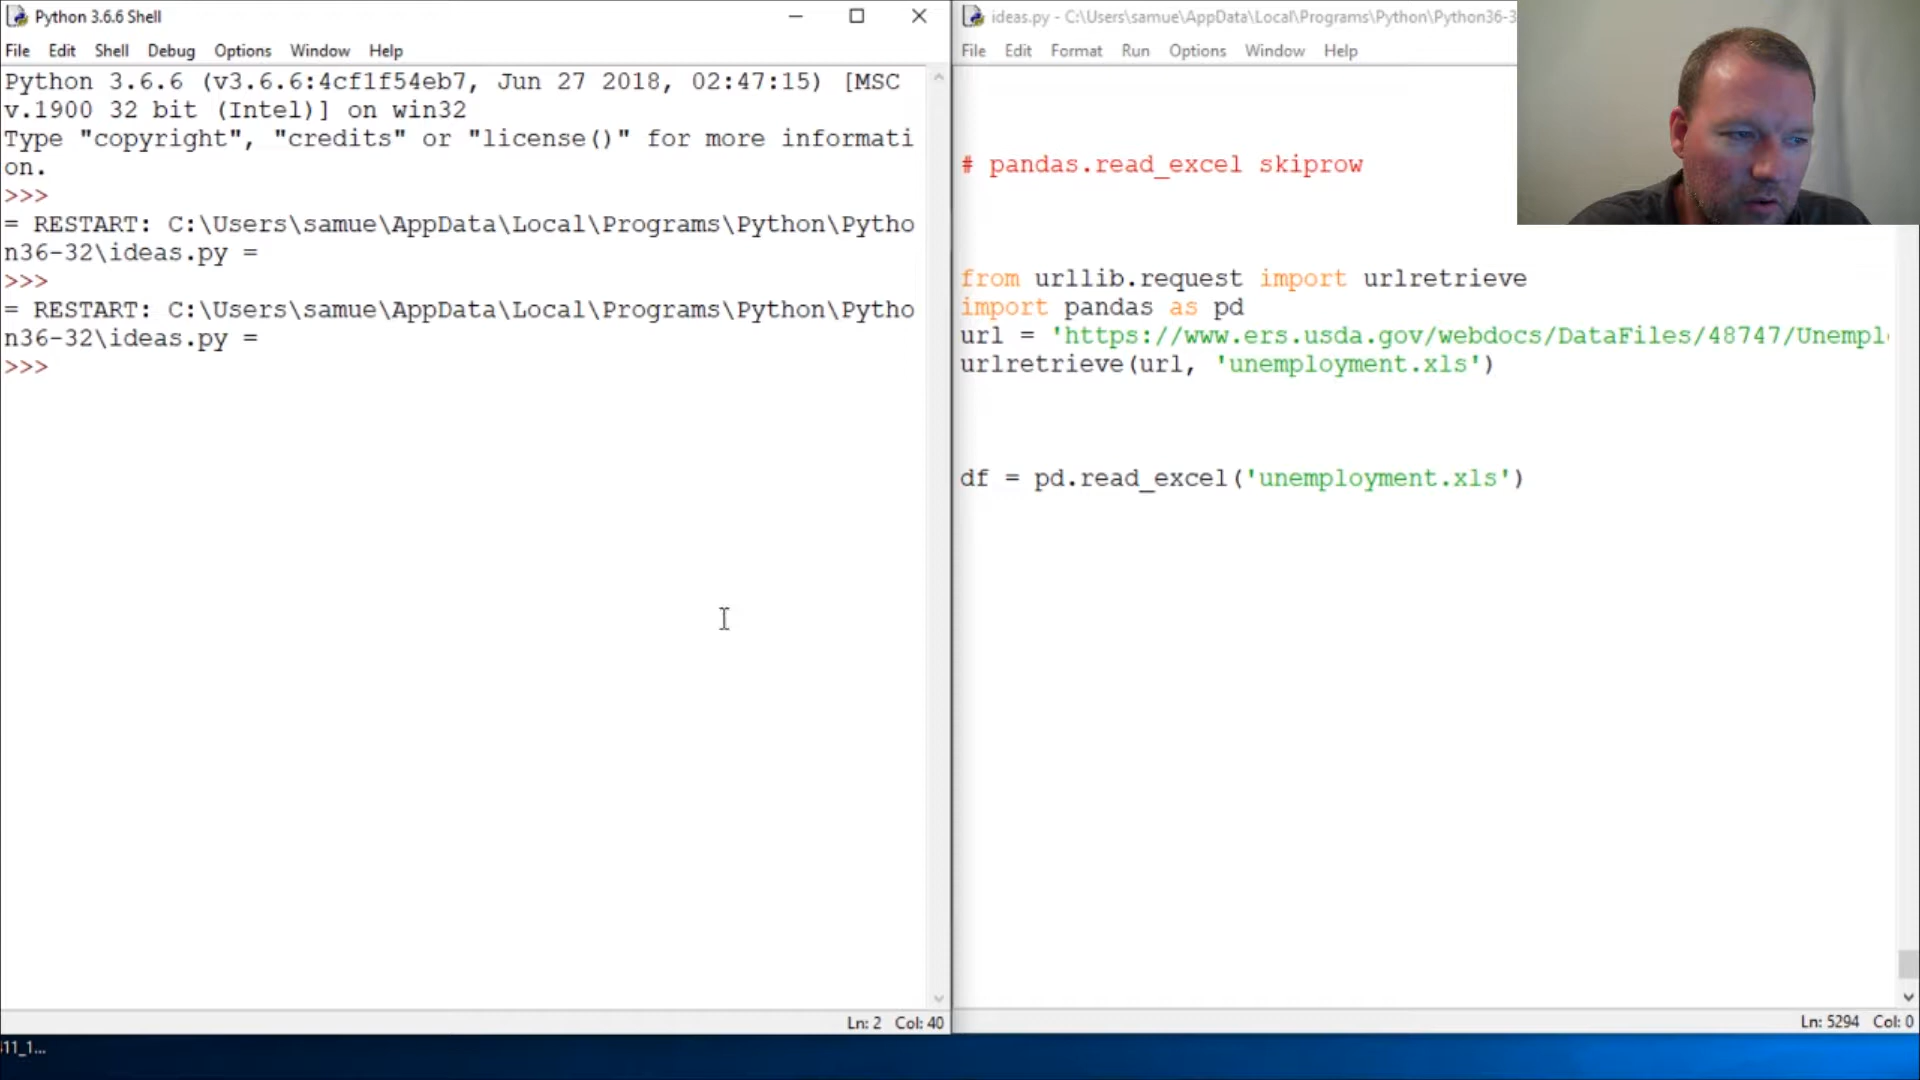 Python 3.6.6 Shell
File Edit Shell Debug Options Window Help
Python 3.6.6 (v3.6.6:4cf1f54eb7, Jun 27 2018, 02:47:15) [MSC
v.1900 32 bit (Intel)] on win32
Type "copyright", "credits" or "license()" for more informati
on.
>>>
= RESTART: C:\Users\samue\AppData\Local\Programs\Python\Pytho
n36-32\ideas.py =
>>>
= RESTART: C:\Users\samue\AppData\Local\Programs\Python\Pytho
n36-32\ideas.py =
>>>
Ln: 2 Col: 40
ideas.py - C:\Users\samue\AppData\Local\Programs\Python\Python36-3
File Edit Format Run Options Window Help
# pandas.read_excel skiprow
from urllib.request import urlretrieve
import pandas as pd
url = 'https://www.ers.usda.gov/webdocs/DataFiles/48747/Unempl
urlretrieve(url, 'unemployment.xls')
df = pd.read_excel('unemployment.xls')
Ln: 5294 Col: 0
11_1...